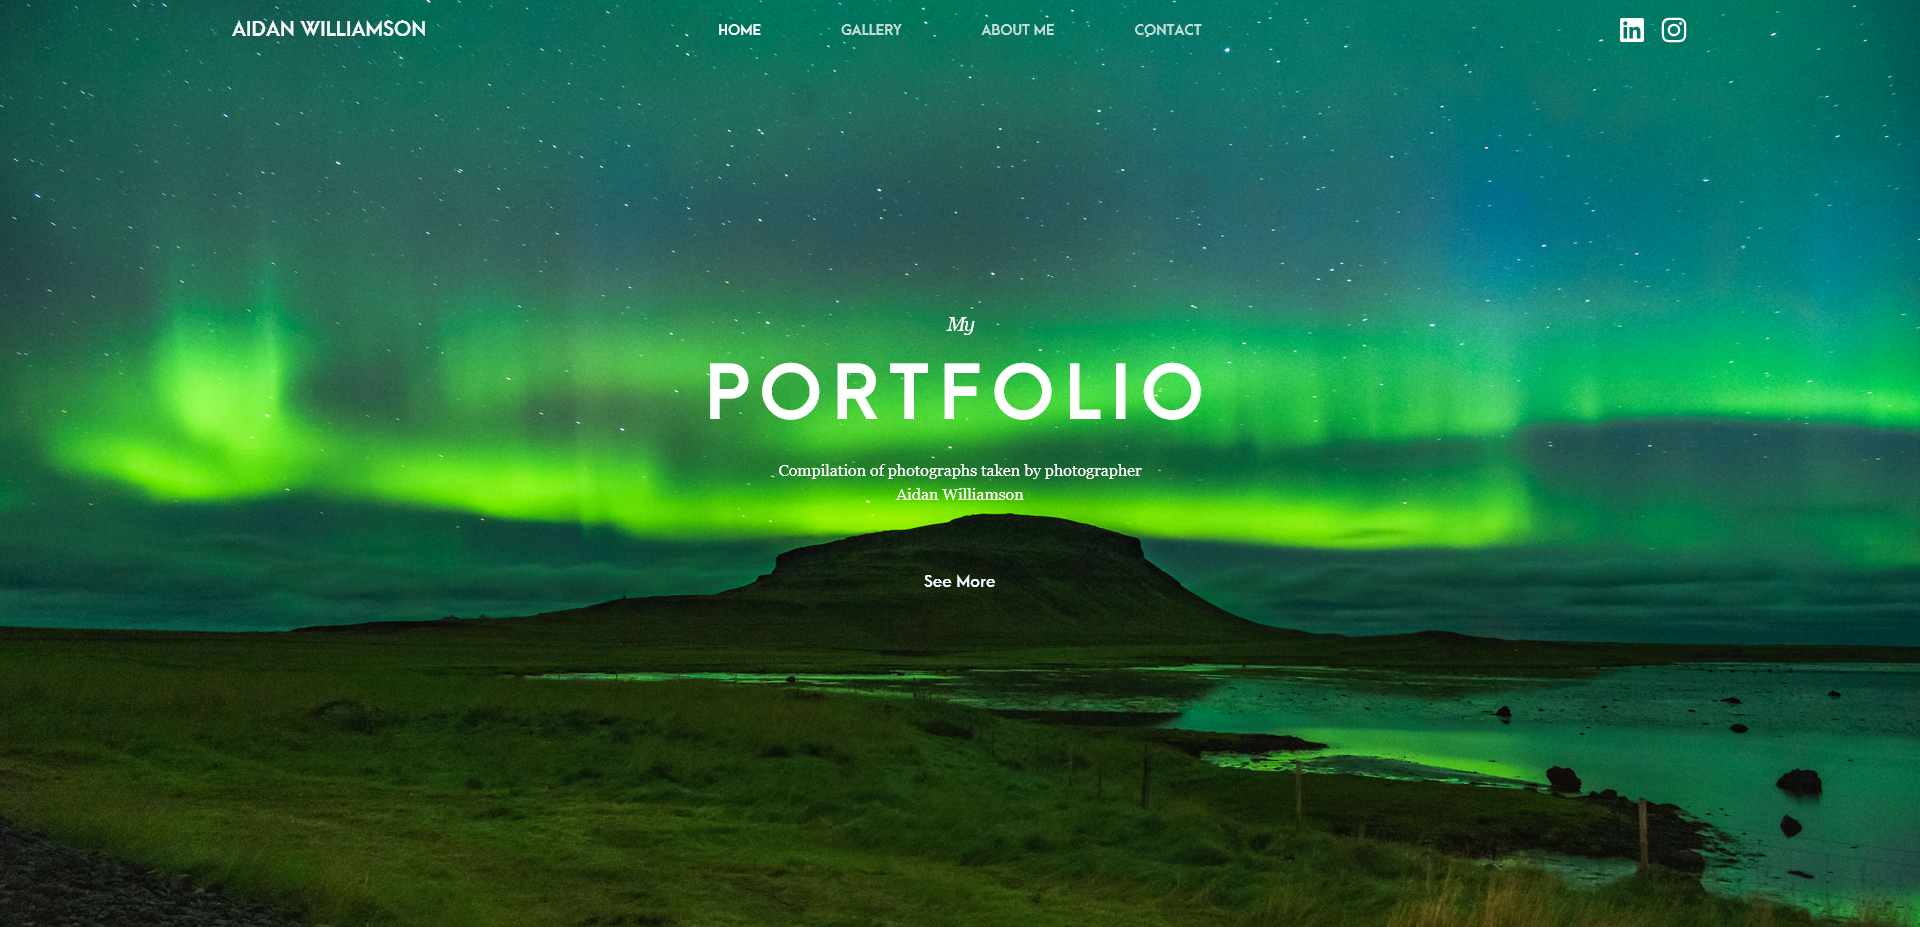 AIDAN WILLIAMSON
HOME
GALLERY
ABOUT ME
CONTACT
in
My
PORTFOLIO
Compilation of photographs taken by photographer
Aidan Williamson
See More